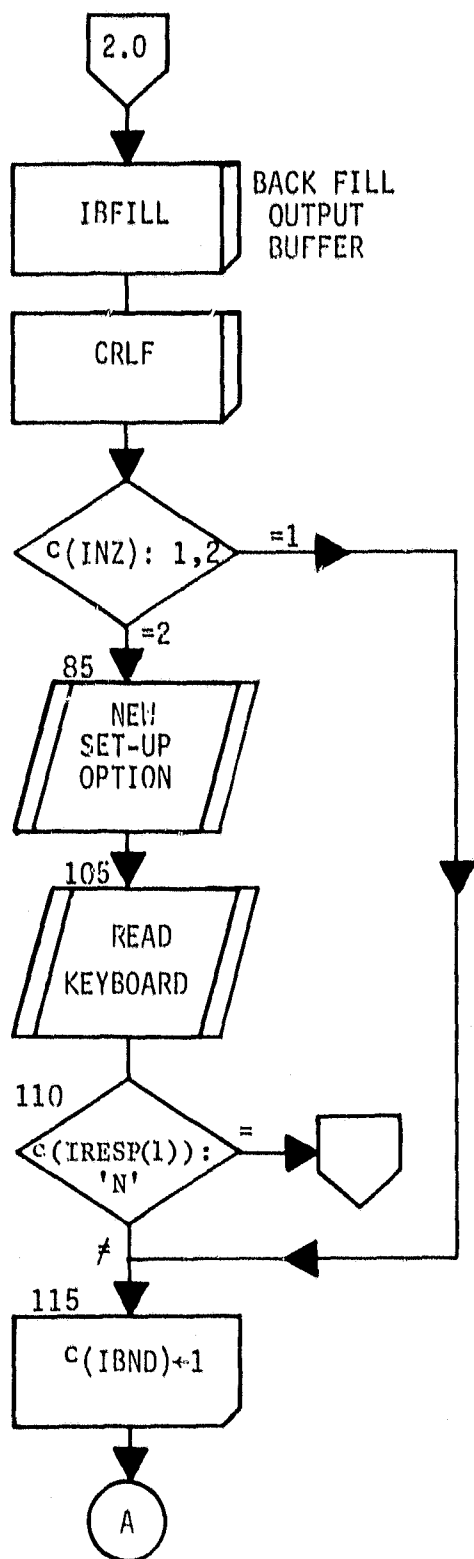 2.0
IBFILL
BACK FILL
OUTPUT
BUFFER
CRLF
c(INZ): 1,2
=1
=2
85
NEW
SET-UP
OPTION
105
READ
KEYBOARD
110
c(IRESP(1)):
'N'
=
≠
115
c(IBND)←1
A